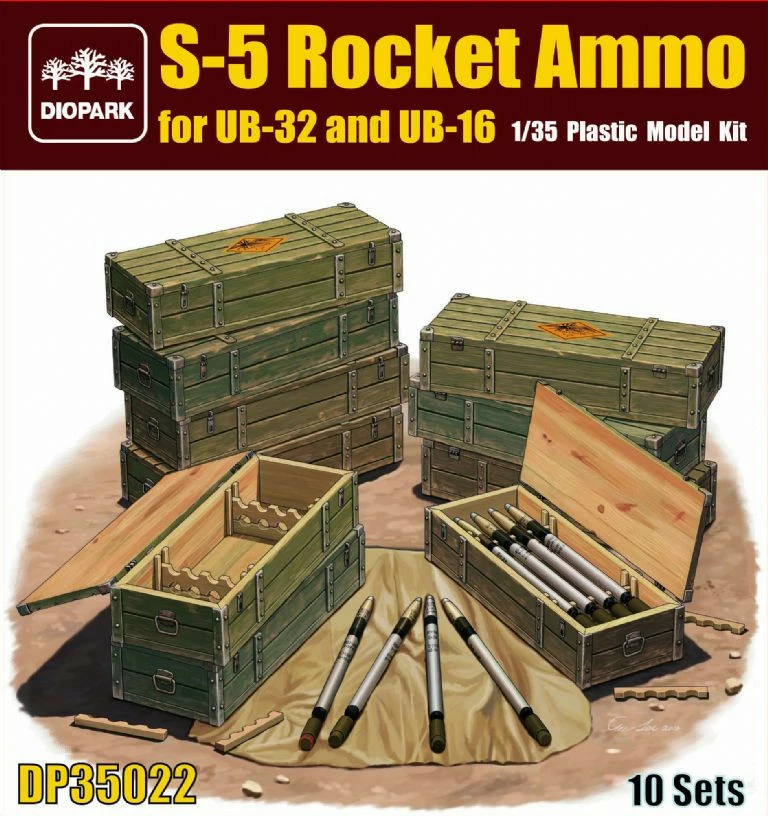 DIOPARK
S-5 Rocket Ammo
for UB-32 and UB-16 1/35 Plastic Model Kit
DP35022
10 Sets